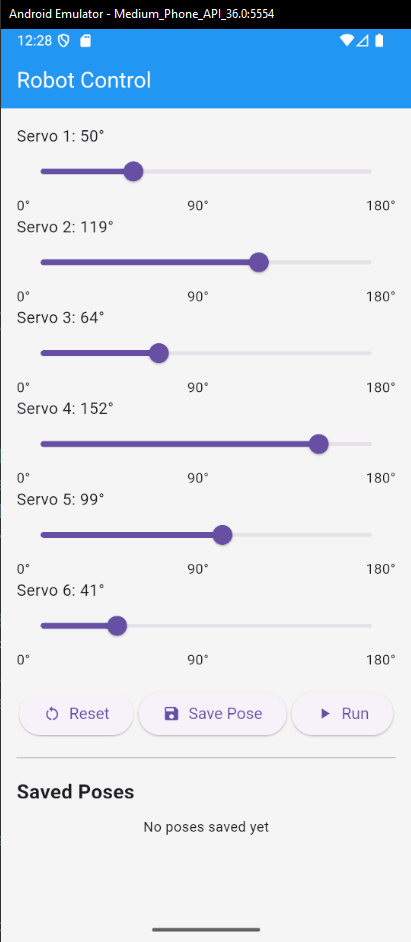 Android Emulator - Medium_Phone_API_36.0:5554
12:28
Robot Control
Servo 1: 50°
0° 90° 180°
Servo 2: 119°
0° 90° 180°
Servo 3: 64°
0° 90° 180°
Servo 4: 152°
0° 90° 180°
Servo 5: 99°
0° 90° 180°
Servo 6: 41°
0° 90° 180°
Reset Save Pose Run
Saved Poses
No poses saved yet